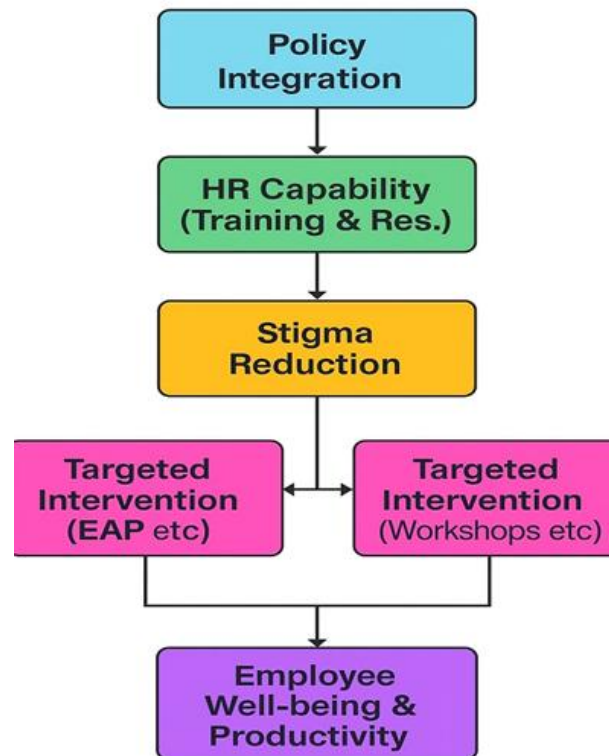 Policy
Integration
HR Capability
(Training & Res.)
Stigma
Reduction
Targeted
Intervention
(EAP etc)
Targeted
Intervention
(Workshops etc)
Employee
Well-being &
Productivity